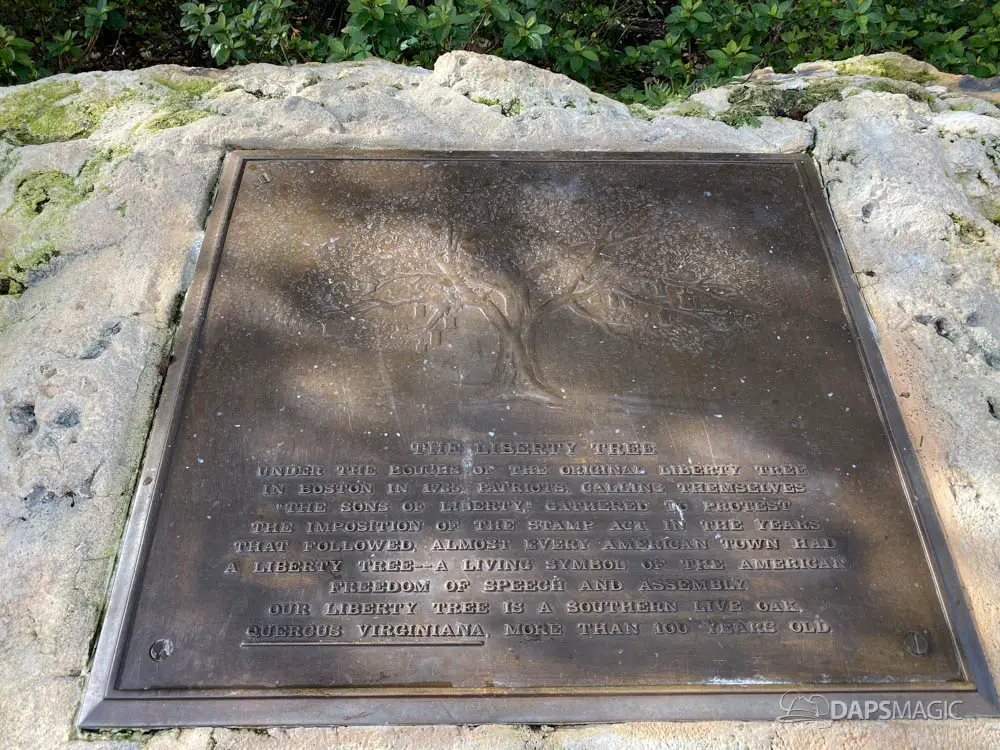 THE LIBERTY TREE
UNDER THE BOUGHS OF THE ORIGINAL LIBERTY TREE
IN BOSTON IN 1765, PATRIOTS, CALLING THEMSELVES
"THE SONS OF LIBERTY," GATHERED TO PROTEST
THE IMPOSITION OF THE STAMP ACT. IN THE YEARS
THAT FOLLOWED, ALMOST EVERY AMERICAN TOWN HAD
A LIBERTY TREE--A LIVING SYMBOL OF THE AMERICAN
FREEDOM OF SPEECH AND ASSEMBLY.
OUR LIBERTY TREE IS A SOUTHERN LIVE OAK,
QUERCUS VIRGINIANA, MORE THAN 100 YEARS OLD.
DAPSMAGIC